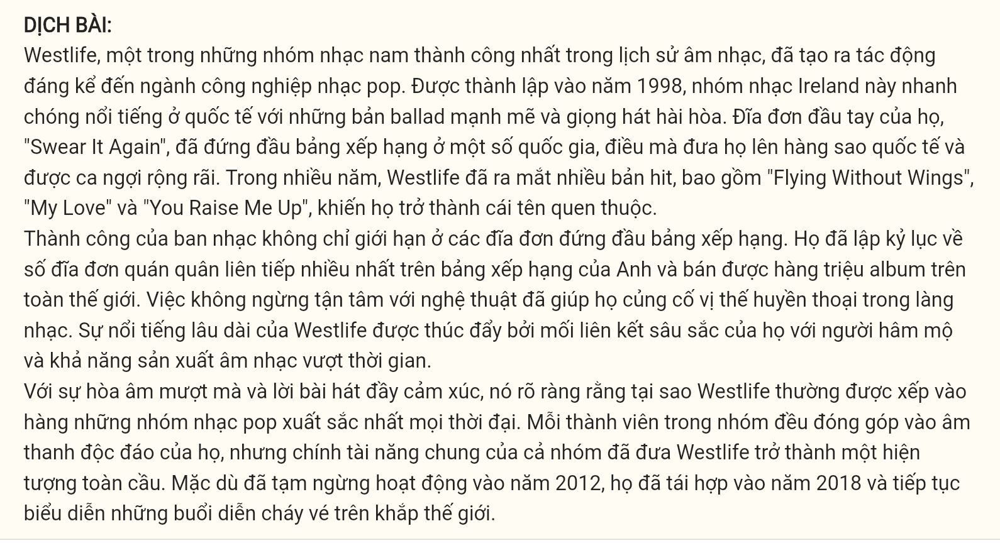 DỊCH BÀI:
Westlife, một trong những nhóm nhạc nam thành công nhất trong lịch sử âm nhạc, đã tạo ra tác động
đáng kể đến ngành công nghiệp nhạc pop. Được thành lập vào năm 1998, nhóm nhạc Ireland này nhanh
chóng nổi tiếng ở quốc tế với những bản ballad mạnh mẽ và giọng hát hài hòa. Đĩa đơn đầu tay của họ,
"Swear It Again", đã đứng đầu bảng xếp hạng ở một số quốc gia, điều mà đưa họ lên hàng sao quốc tế và
được ca ngợi rộng rãi. Trong nhiều năm, Westlife đã ra mắt nhiều bản hit, bao gồm "Flying Without Wings",
"My Love" và "You Raise Me Up", khiến họ trở thành cái tên quen thuộc.
Thành công của ban nhạc không chỉ giới hạn ở các đĩa đơn đứng đầu bảng xếp hạng. Họ đã lập kỷ lục về
số đĩa đơn quán quân liên tiếp nhiều nhất trên bảng xếp hạng của Anh và bán được hàng triệu album trên
toàn thế giới. Việc không ngừng tận tâm với nghệ thuật đã giúp họ củng cố vị thế huyền thoại trong làng
nhạc. Sự nổi tiếng lâu dài của Westlife được thúc đẩy bởi mối liên kết sâu sắc của họ với người hâm mộ
và khả năng sản xuất âm nhạc vượt thời gian.
Với sự hòa âm mượt mà và lời bài hát đầy cảm xúc, nó rõ ràng rằng tại sao Westlife thường được xếp vào
hàng những nhóm nhạc pop xuất sắc nhất mọi thời đại. Mỗi thành viên trong nhóm đều đóng góp vào âm
thanh độc đáo của họ, nhưng chính tài năng chung của cả nhóm đã đưa Westlife trở thành một hiện
tượng toàn cầu. Mặc dù đã tạm ngừng hoạt động vào năm 2012, họ đã tái hợp vào năm 2018 và tiếp tục
biểu diễn những buổi diễn cháy vé trên khắp thế giới.